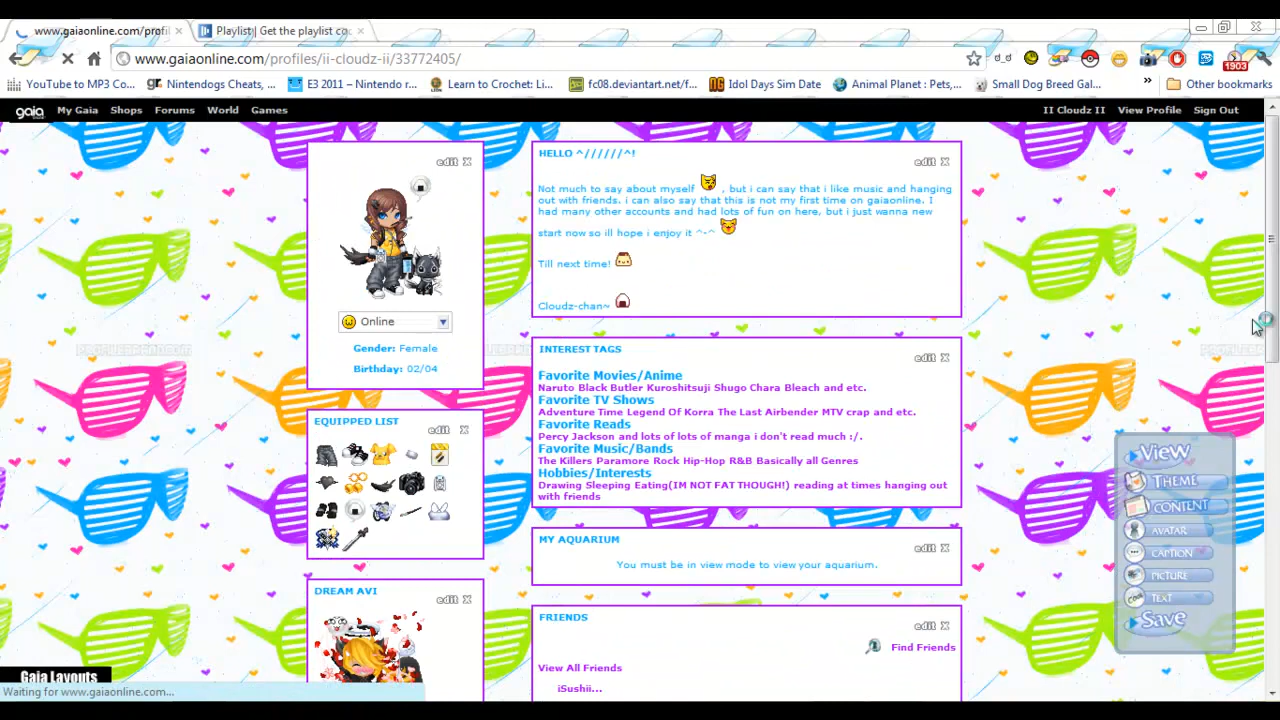 www.gaiaonline.com/profil
Playlist | Get the playlist coc
www.gaiaonline.com/profiles/ii-cloudz-ii/33772405/
1903
YouTube to MP3 Co...
Nintendogs Cheats, ...
E3 2011 – Nintendo r...
Learn to Crochet: Li...
fc08.deviantart.net/f...
Idol Days Sim Date
Animal Planet : Pets,...
Small Dog Breed Gal...
Other bookmarks
gaia
My Gaia
Shops
Forums
World
Games
II Cloudz II
View Profile
Sign Out
edit X
Online
Gender: Female
Birthday: 02/04
EQUIPPED LIST
edit X
DREAM AVI
edit X
HELLO ^//////^!
edit X
Not much to say about myself , but i can say that i like music and hanging
out with friends. i can also say that this is not my first time on gaiaonline. I
had many other accounts and had lots of fun on here, but i just wanna new
start now so ill hope i enjoy it ^-^
Till next time!
Cloudz-chan~
INTEREST TAGS
edit X
Favorite Movies/Anime
Naruto Black Butler Kuroshitsuji Shugo Chara Bleach and etc.
Favorite TV Shows
Adventure Time Legend Of Korra The Last Airbender MTV crap and etc.
Favorite Reads
Percy Jackson and lots of lots of manga i don't read much :/.
Favorite Music/Bands
The Killers Paramore Rock Hip-Hop R&B Basically all Genres
Hobbies/Interests
Drawing Sleeping Eating(IM NOT FAT THOUGH!) reading at times hanging out
with friends
MY AQUARIUM
edit X
You must be in view mode to view your aquarium.
FRIENDS
edit X
Find Friends
View All Friends
iSushii...
View
THEME
CONTENT
AVATAR
CAPTION
PICTURE
TEXT
Save
Gaia Layouts
Waiting for www.gaiaonline.com...